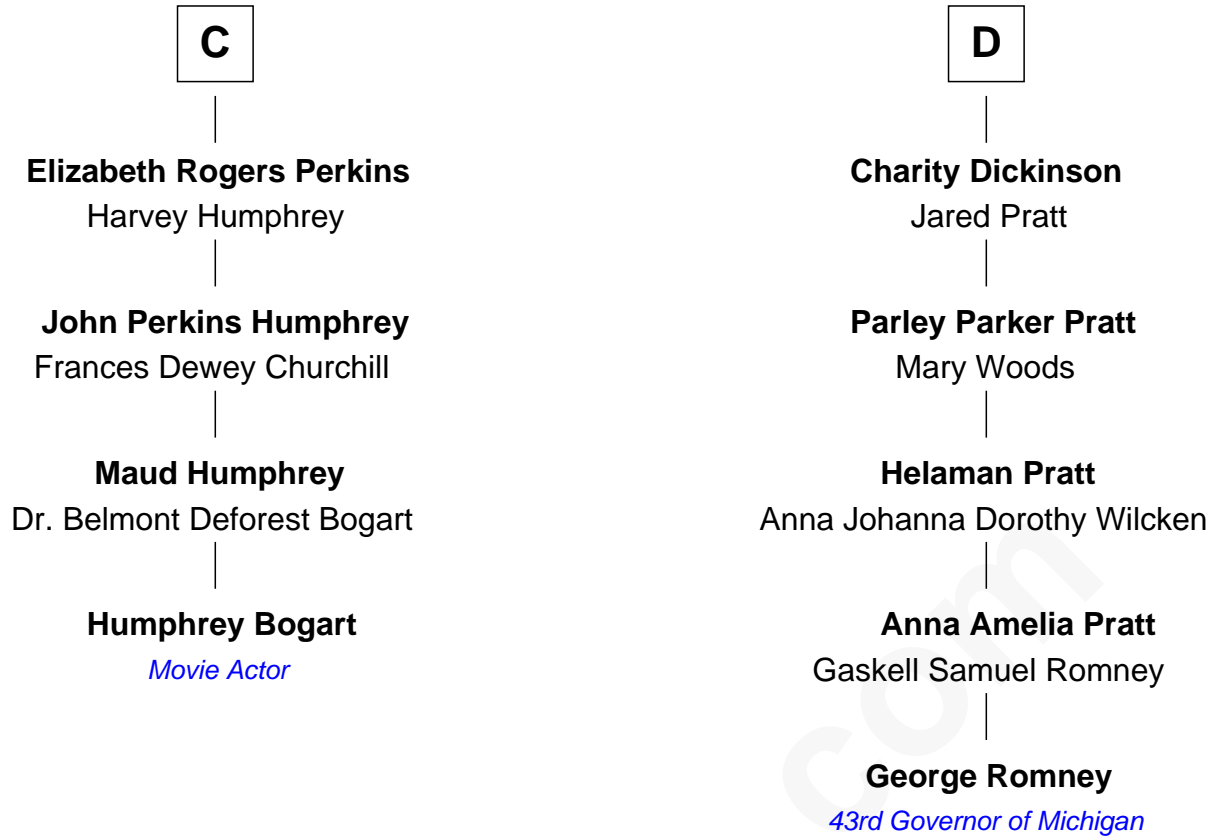 C
Elizabeth Rogers Perkins
Harvey Humphrey
John Perkins Humphrey
Frances Dewey Churchill
Maud Humphrey
Dr. Belmont Deforest Bogart
Humphrey Bogart
Movie Actor
D
Charity Dickinson
Jared Pratt
Parley Parker Pratt
Mary Woods
Helaman Pratt
Anna Johanna Dorothy Wilcken
Anna Amelia Pratt
Gaskell Samuel Romney
George Romney
43rd Governor of Michigan
com